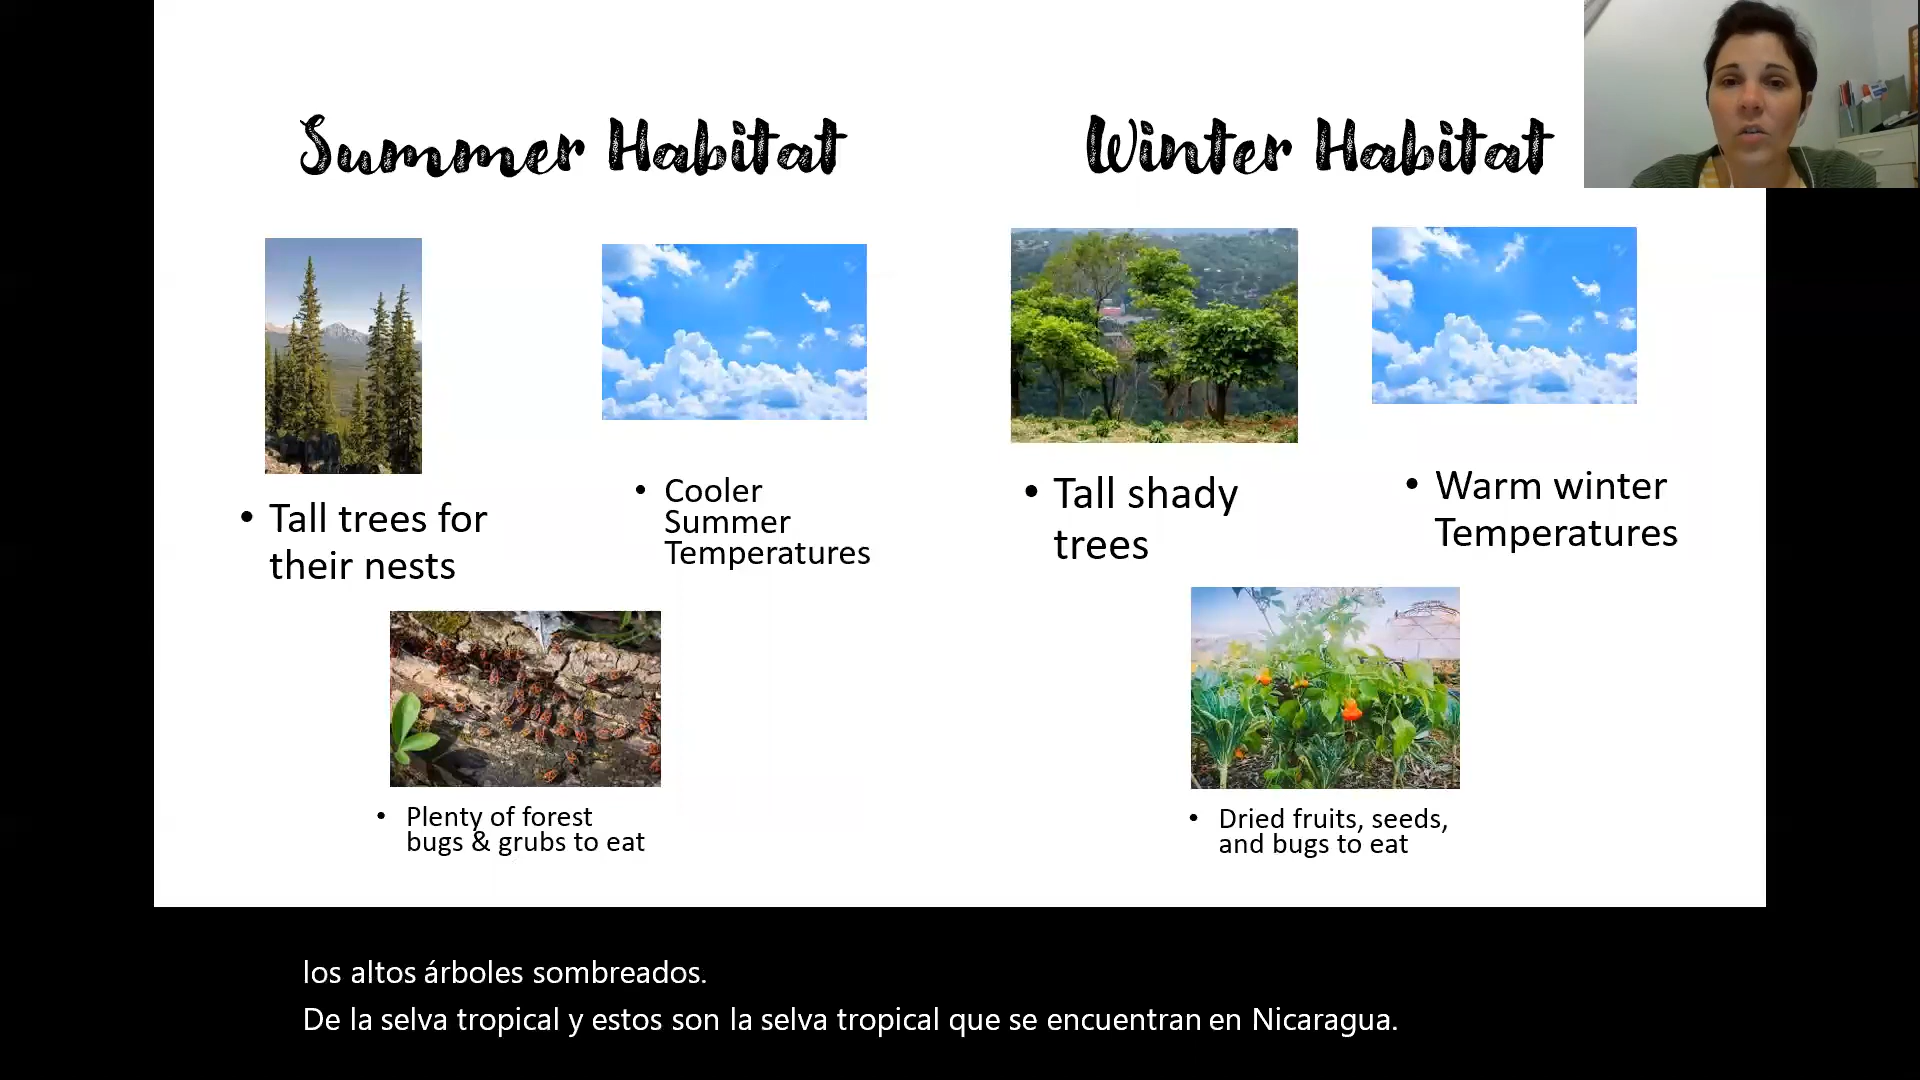 Summer Habitat
Winter Habitat
• Tall trees for
their nests
• Cooler
Summer
Temperatures
• Plenty of forest
bugs & grubs to eat
• Tall shady
trees
• Warm winter
Temperatures
• Dried fruits, seeds,
and bugs to eat
los altos árboles sombreados.
De la selva tropical y estos son la selva tropical que se encuentran en Nicaragua.